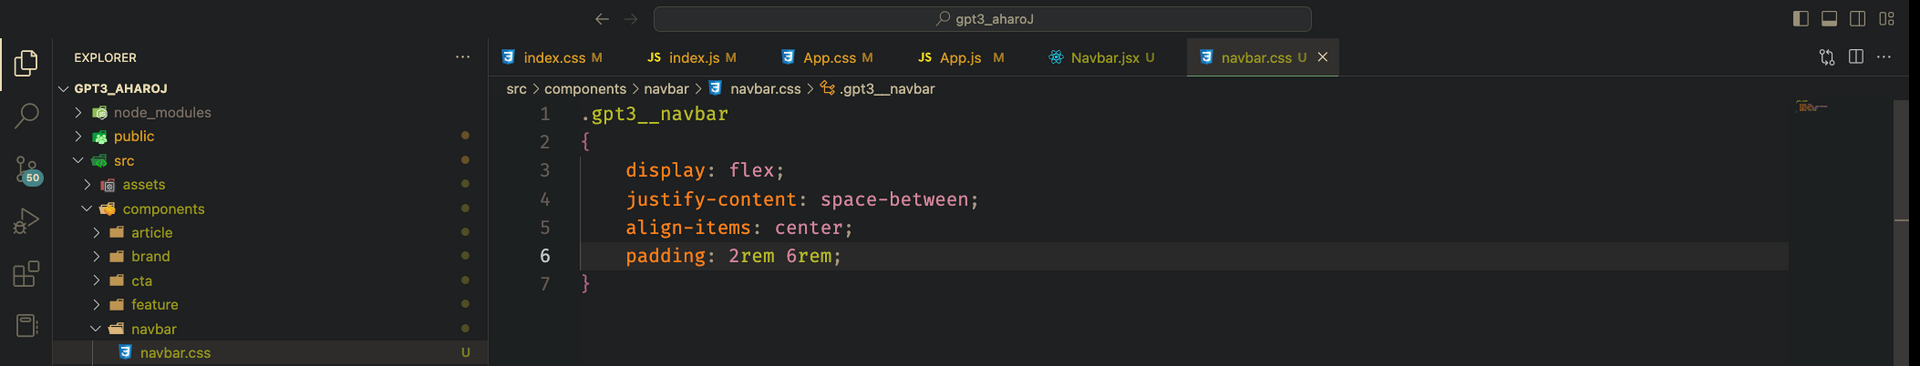 gpt3_aharoJ
EXPLORER ...
index.css M JS index.js M App.css M JS App.js M Navbar.jsx U navbar.css U
GPT3_AHAROJ
src > components > navbar > navbar.css > .gpt3__navbar
node_modules
public
src
50
assets
components
article
brand
cta
feature
navbar
navbar.css U
1 .gpt3__navbar
2 {
3 display: flex;
4 justify-content: space-between;
5 align-items: center;
6 padding: 2rem 6rem;
7 }